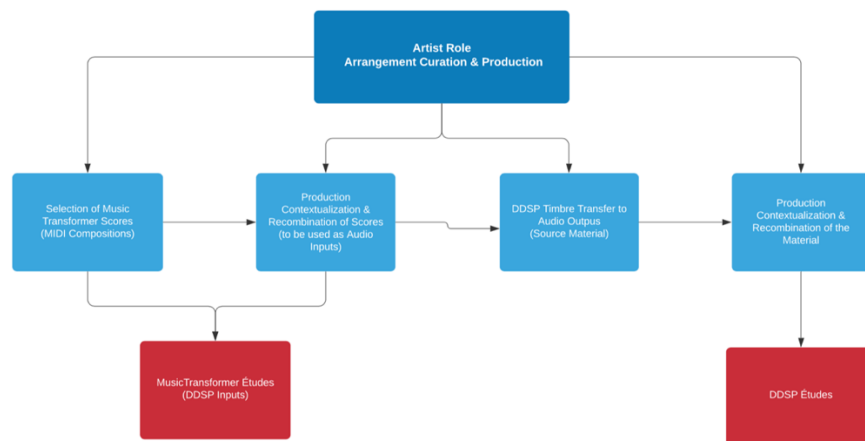 Artist Role
Arrangement Curation & Production
Selection of Music
Transformer Scores
(MIDI Compositions)
Production
Contextualization &
Recombination of Scores
(to be used as Audio
Inputs)
DDSP Timbre Transfer to
Audio Outpus
(Source Material)
Production
Contextualization &
Recombination of the
Material
MusicTransformer Études
(DDSP Inputs)
DDSP Études